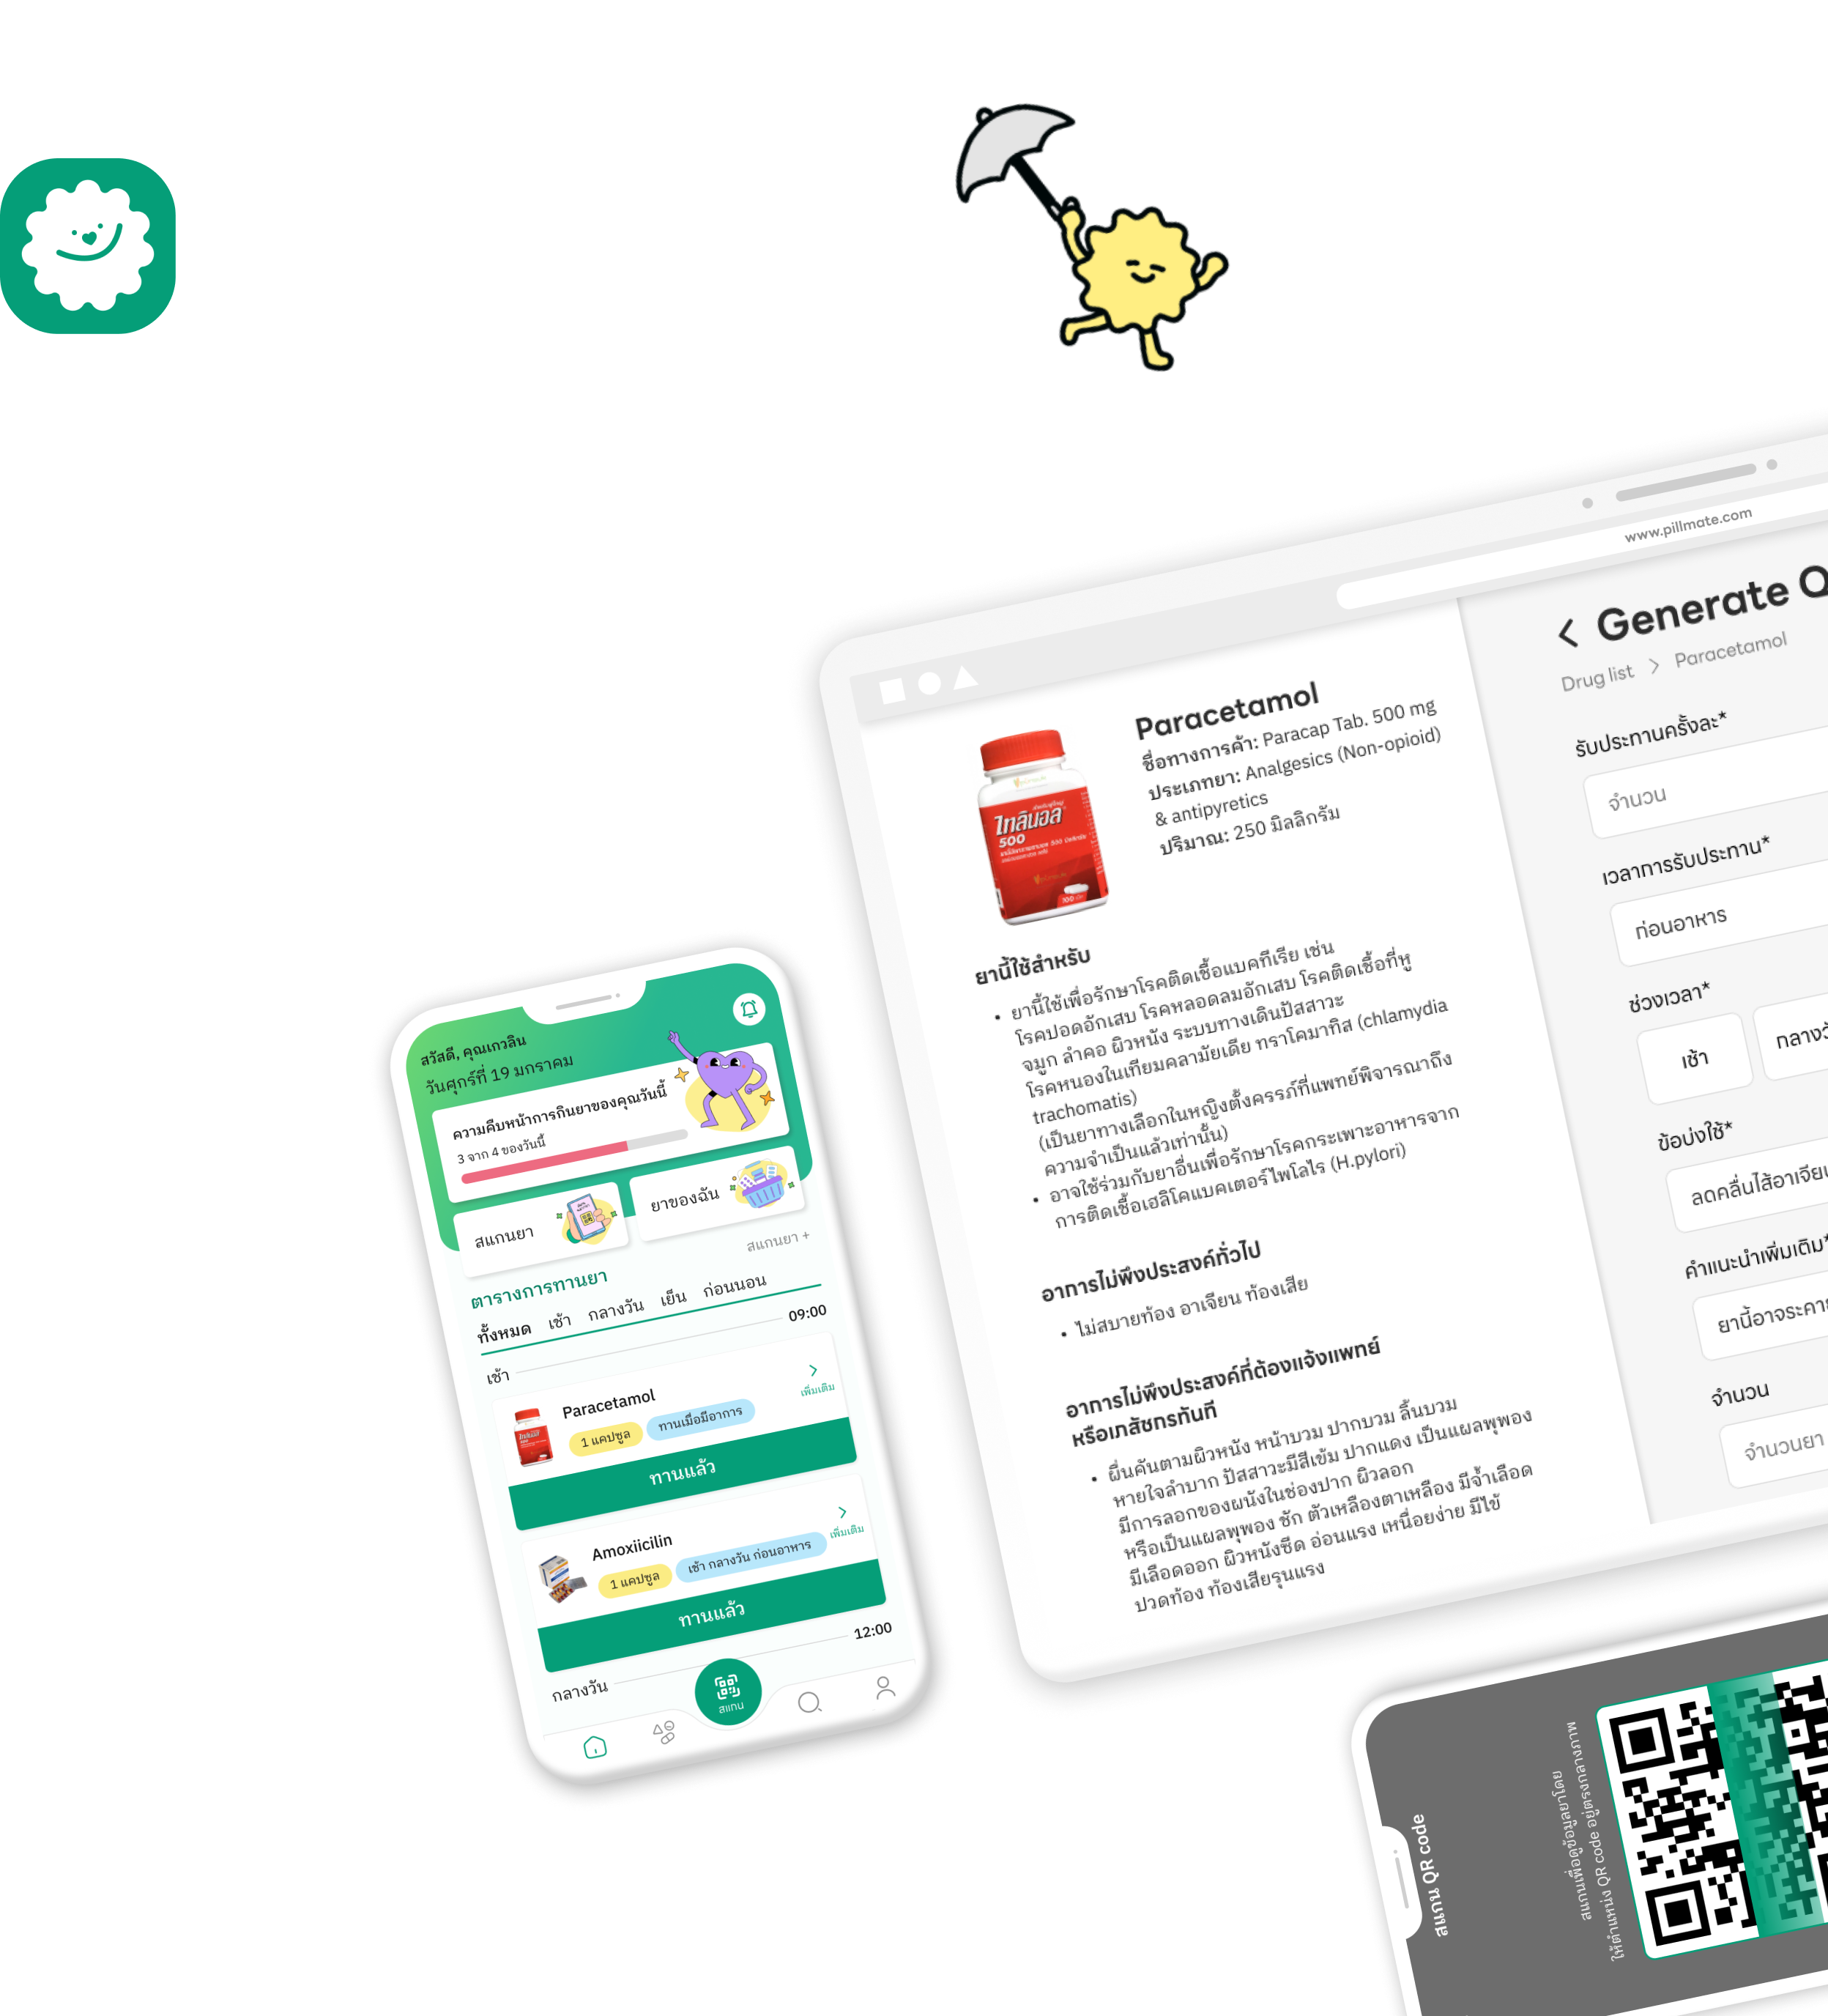 www.pillmate.com
Paracetamol
ชื่อทางการค้า: Paracap Tab. 500 mg
ประเภทยา: Analgesics (Non-opioid)
& antipyretics
ปริมาณ: 250 มิลลิกรัม
ไทลินอล
500
ยานี้ใช้สำหรับ
• ยานี้ใช้เพื่อรักษาโรคติดเชื้อแบคทีเรีย เช่น
โรคปอดอักเสบ โรคหลอดลมอักเสบ โรคติดเชื้อที่หู
จมูก ลำคอ ผิวหนัง ระบบทางเดินปัสสาวะ
โรคหนองในเทียมคลามัยเดีย ทราโคมาทิส (chlamydia
trachomatis)
(เป็นยาทางเลือกในหญิงตั้งครรภ์ที่แพทย์พิจารณาถึง
ความจำเป็นแล้วเท่านั้น)
• อาจใช้ร่วมกับยาอื่นเพื่อรักษาโรคกระเพาะอาหารจาก
การติดเชื้อเฮลิโคแบคเตอร์ไพโลไร (H.pylori)
อาการไม่พึงประสงค์ทั่วไป
• ไม่สบายท้อง อาเจียน ท้องเสีย
อาการไม่พึงประสงค์ที่ต้องแจ้งแพทย์
หรือเภสัชกรทันที
• ผื่นคันตามผิวหนัง หน้าบวม ปากบวม ลิ้นบวม
หายใจลำบาก ปัสสาวะมีสีเข้ม ปากแดง เป็นแผลพุพอง
มีการลอกของผนังในช่องปาก ผิวลอก
หรือเป็นแผลพุพอง ชัก ตัวเหลืองตาเหลือง มีจ้ำเลือด
มีเลือดออก ผิวหนังซีด อ่อนแรง เหนื่อยง่าย มีไข้
ปวดท้อง ท้องเสียรุนแรง
Generate Q
Drug list > Paracetamol
รับประทานครั้งละ*
จำนวน
เวลาการรับประทาน*
ก่อนอาหาร
ช่วงเวลา*
เช้า
กลางวั
ข้อบ่งใช้*
ลดคลื่นไส้อาเจียน
คำแนะนำเพิ่มเติม*
ยานี้อาจระคาย
จำนวน
จำนวนยา
สวัสดี, คุณเกวลิน
วันศุกร์ที่ 19 มกราคม
ความคืบหน้าการกินยาของคุณวันนี้
3 จาก 4 ของวันนี้
สแกนยา
ยาของฉัน
สแกนยา +
ตารางการทานยา
ทั้งหมด เช้า กลางวัน เย็น ก่อนนอน
เช้า 09:00
Paracetamol
1 แคปซูล ทานเมื่อมีอาการ
เพิ่มเติม
ทานแล้ว
Amoxiicilin
1 แคปซูล เช้า กลางวัน ก่อนอาหาร
เพิ่มเติม
ทานแล้ว
กลางวัน 12:00
สแกน
สแกน QR code
สแกนเพื่อดูข้อมูลยาโดย
ให้ตำแหน่ง QR code อยู่ตรงกลางภาพ